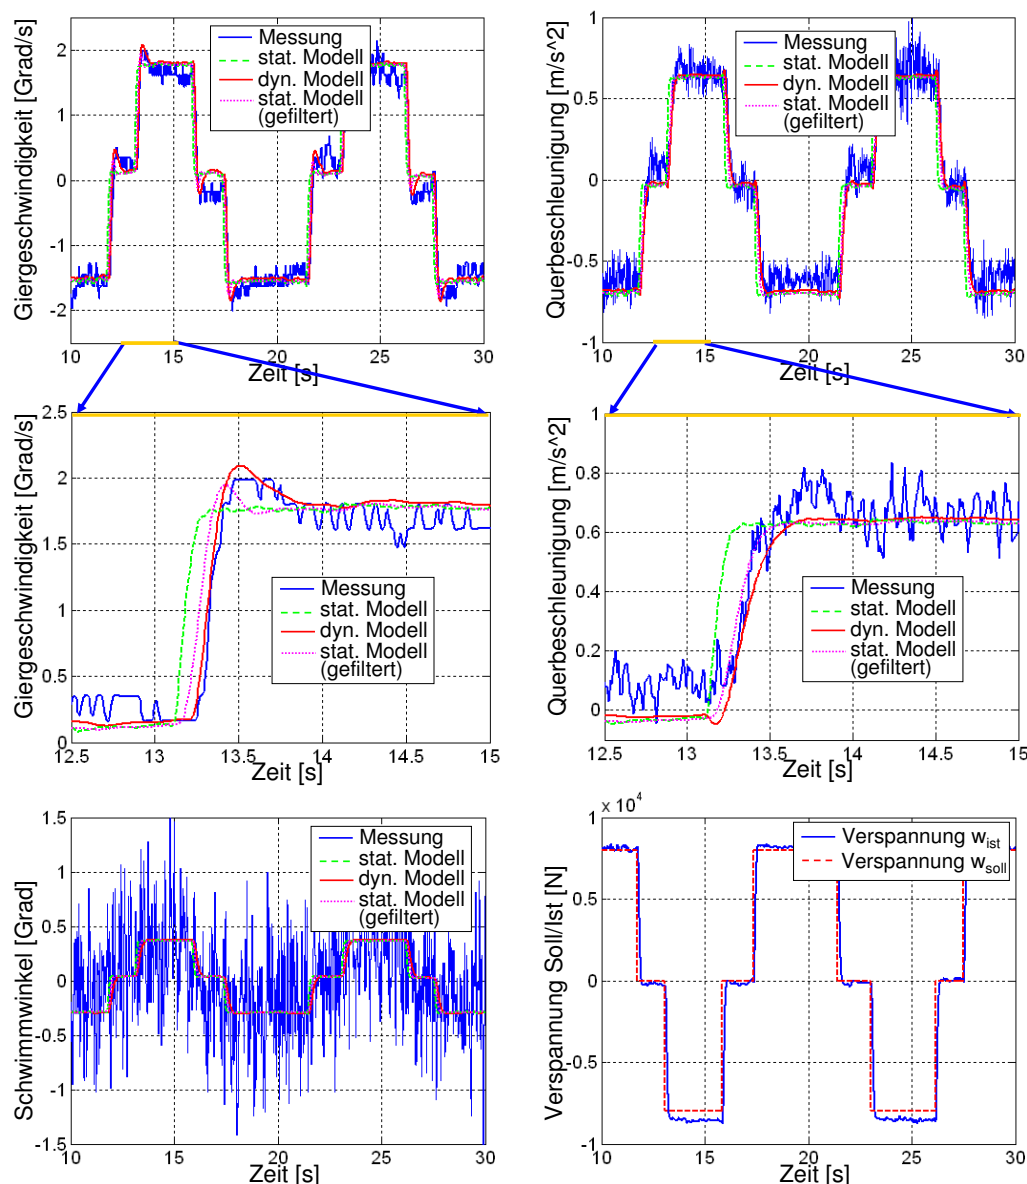 Giergeschwindigkeit [Grad/s]
2
1
0
-1
-2
Messung
stat. Modell
dyn. Modell
stat. Modell
(gefiltert)
10
15
20
25
30
Zeit [s]
Querbeschleunigung [m/s^2]
1
0.5
0
-0.5
-1
Messung
stat. Modell
dyn. Modell
stat. Modell
(gefiltert)
10
15
20
25
30
Zeit [s]
Giergeschwindigkeit [Grad/s]
2.5
2
1.5
1
0.5
0
Messung
stat. Modell
dyn. Modell
stat. Modell
(gefiltert)
12.5
13
13.5
14
14.5
15
Zeit [s]
Querbeschleunigung [m/s^2]
1
0.8
0.6
0.4
0.2
0
Messung
stat. Modell
dyn. Modell
stat. Modell
(gefiltert)
12.5
13
13.5
14
14.5
15
Zeit [s]
Schwimmwinkel [Grad]
1.5
1
0.5
0
-0.5
-1
-1.5
Messung
stat. Modell
dyn. Modell
stat. Modell
(gefiltert)
10
15
20
25
30
Zeit [s]
Verspannung Soll/Ist [N]
x 10^4
1
0.5
0
-0.5
-1
Verspannung w_ist
Verspannung w_soll
10
15
20
25
30
Zeit [s]